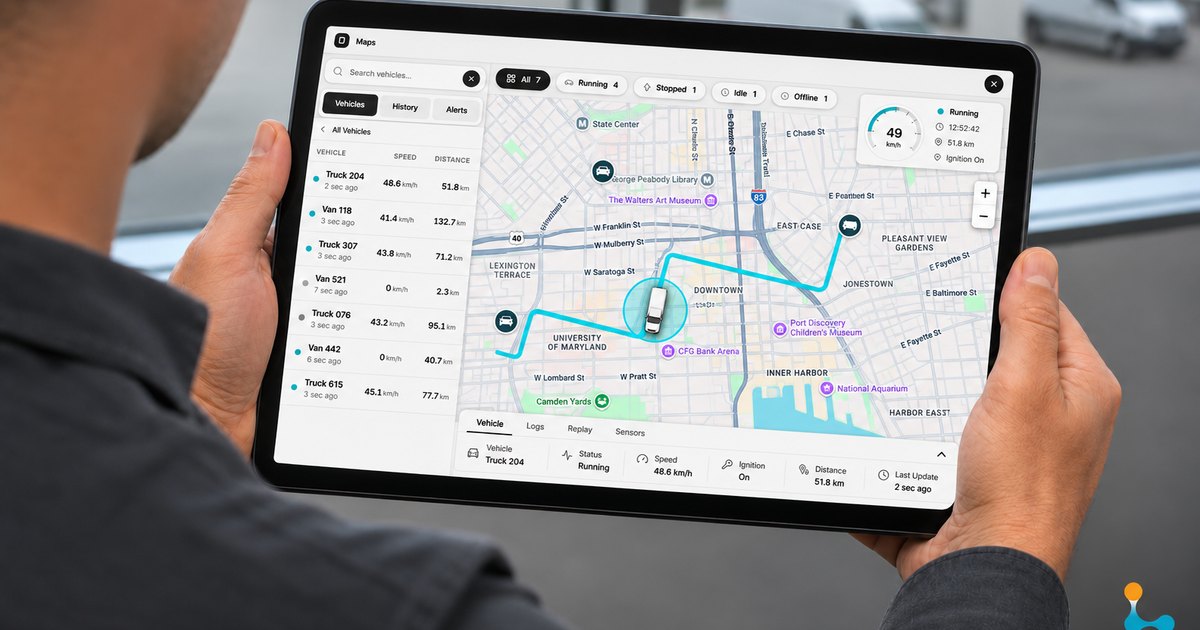 Maps
Search vehicles...
Vehicles
History
Alerts
All Vehicles
VEHICLE SPEED DISTANCE
Truck 204 48.6 km/h 51.8 km
2 sec ago
Van 118 41.4 km/h 132.7 km
3 sec ago
Truck 307 43.8 km/h 71.2 km
3 sec ago
Van 521 0 km/h 2.3 km
7 sec ago
Truck 076 43.2 km/h 95.1 km
3 sec ago
Van 442 0 km/h 40.7 km
6 sec ago
Truck 615 45.1 km/h 77.7 km
3 sec ago
All 7
Running 4
Stopped 1
Idle 1
Offline 1
49
km/h
Running
12:52:42
51.8 km
Ignition On
+
−
M State Center
E Chase St
George Peabody Library M
The Walters Art Museum
83
40
W Franklin St
W Mulberry St
EAST CASE
PLEASANT VIEW
GARDENS
E Fayette St
LEXINGTON
TERRACE
W Saratoga St
DOWNTOWN
JONESTOWN
E Baltimore St
UNIVERSITY
OF MARYLAND
Port Discovery
Children's Museum
E Fayette St
CFG Bank Arena
W Lombard St
W Pratt St
INNER HARBOR
National Aquarium
Camden Yards
Vehicle
Logs
Replay
Sensors
Vehicle
Truck 204
Status
Running
Speed
48.6 km/h
Ignition
On
Distance
51.8 km
Last Update
2 sec ago